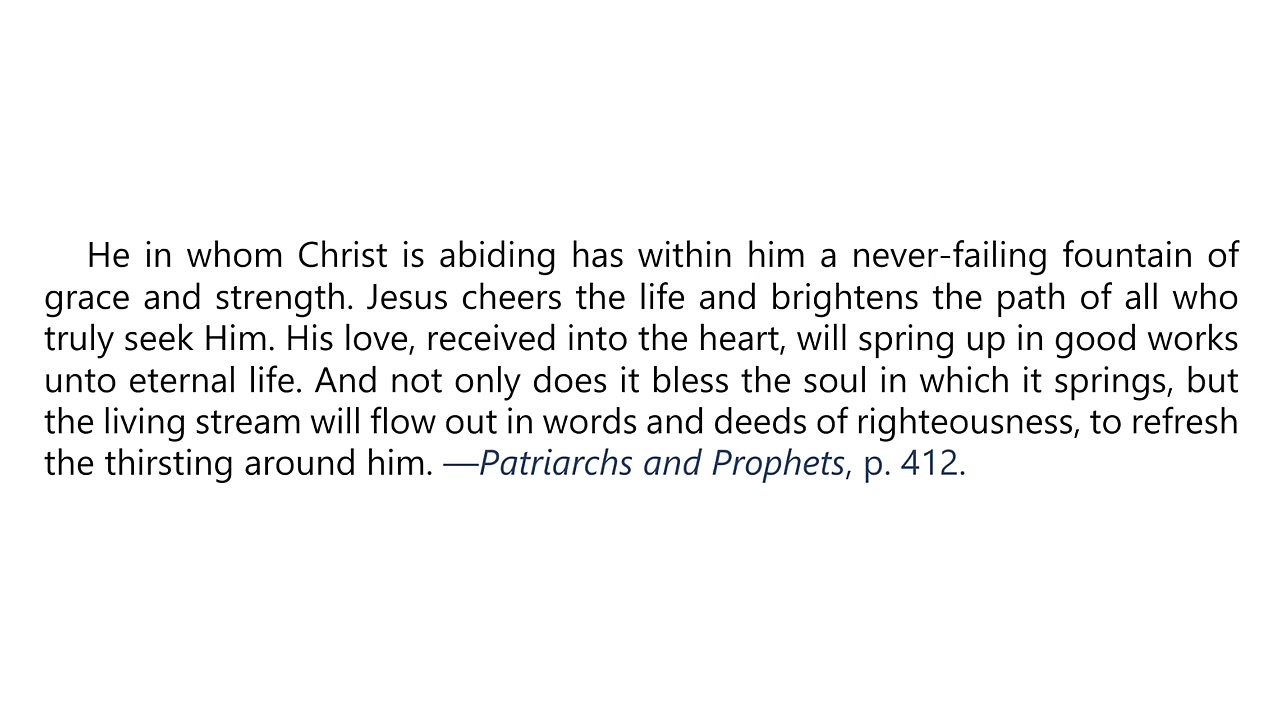 He in whom Christ is abiding has within him a never-failing fountain of
grace and strength. Jesus cheers the life and brightens the path of all who
truly seek Him. His love, received into the heart, will spring up in good works
unto eternal life. And not only does it bless the soul in which it springs, but
the living stream will flow out in words and deeds of righteousness, to refresh
the thirsting around him. —Patriarchs and Prophets, p. 412.